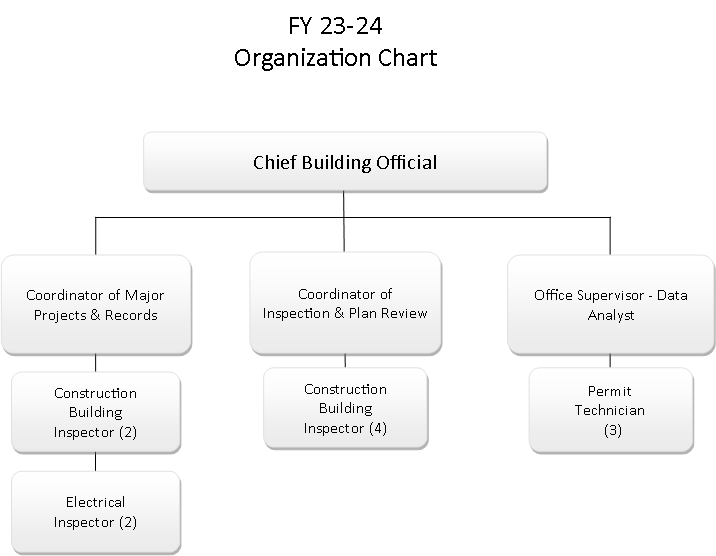 FY 23-24
Organization Chart
Chief Building Official
Coordinator of Major
Projects & Records
Coordinator of
Inspection & Plan Review
Office Supervisor - Data
Analyst
Construction
Building
Inspector (2)
Construction
Building
Inspector (4)
Permit
Technician
(3)
Electrical
Inspector (2)